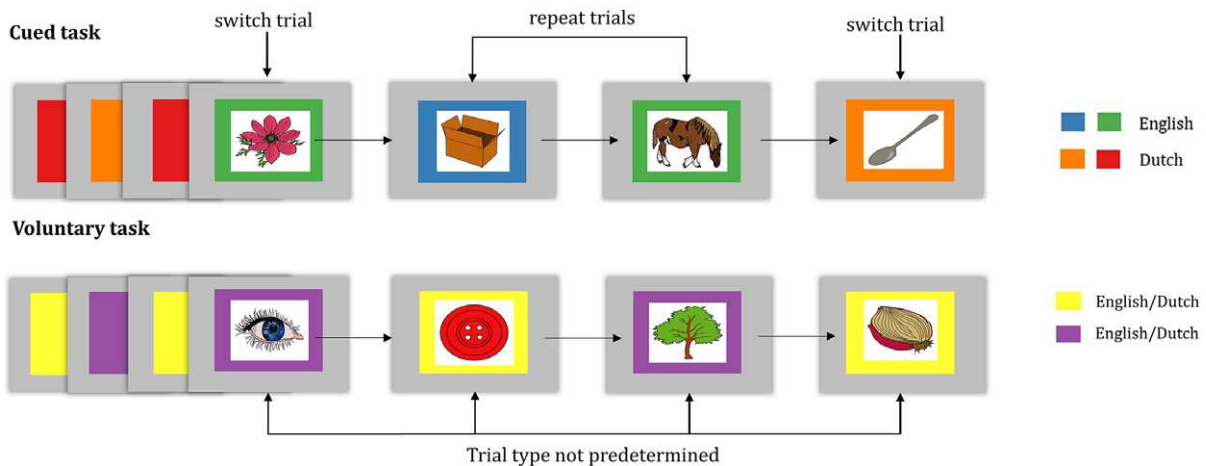 switch trial
repeat trials
switch trial
Cued task
English
Dutch
Voluntary task
English/Dutch
English/Dutch
Trial type not predetermined